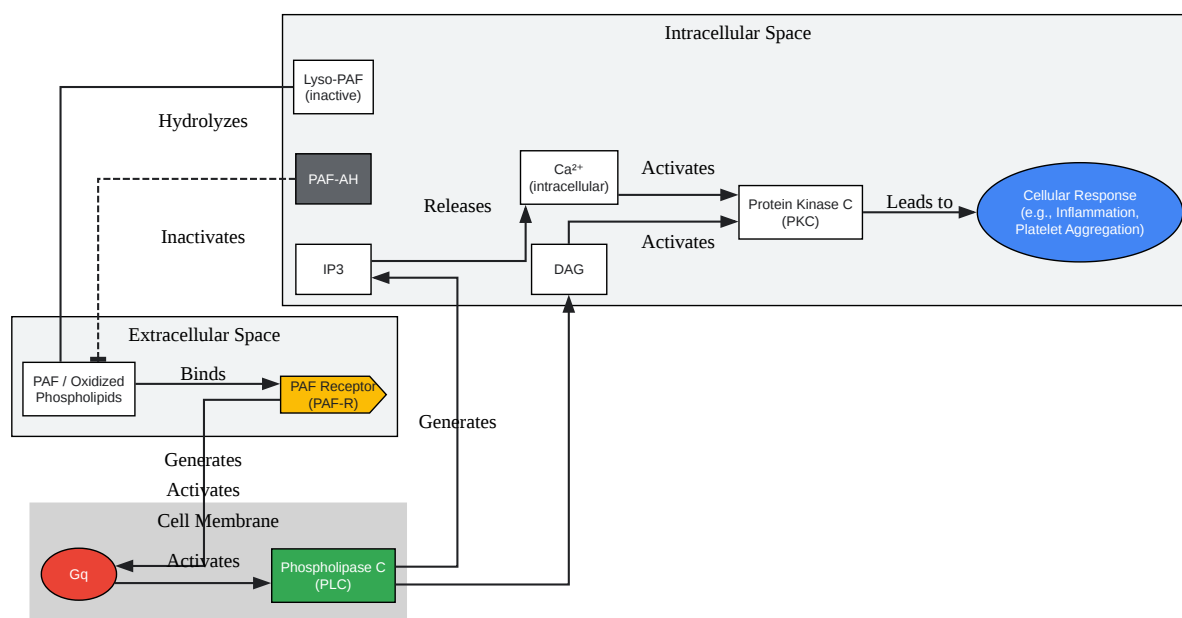 Intracellular Space
Lyso-PAF
(inactive)
Hydrolyzes
PAF-AH
Inactivates
Ca²⁺
(intracellular)
Activates
Releases
Protein Kinase C
(PKC)
Leads to
Cellular Response
(e.g., Inflammation,
Platelet Aggregation)
Activates
IP3
DAG
Extracellular Space
PAF / Oxidized
Phospholipids
Binds
PAF Receptor
(PAF-R)
Generates
Generates
Activates
Cell Membrane
Activates
Gq
Phospholipase C
(PLC)